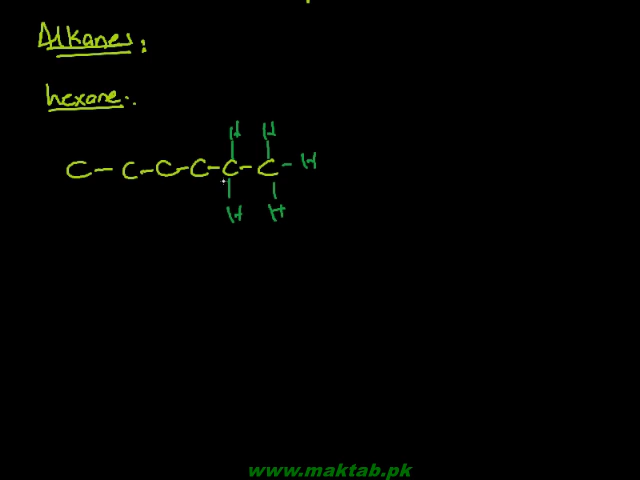 Alkanes:
hexane:
H H
C - C - C - C - C - C - H
H H
www.maktab.pk